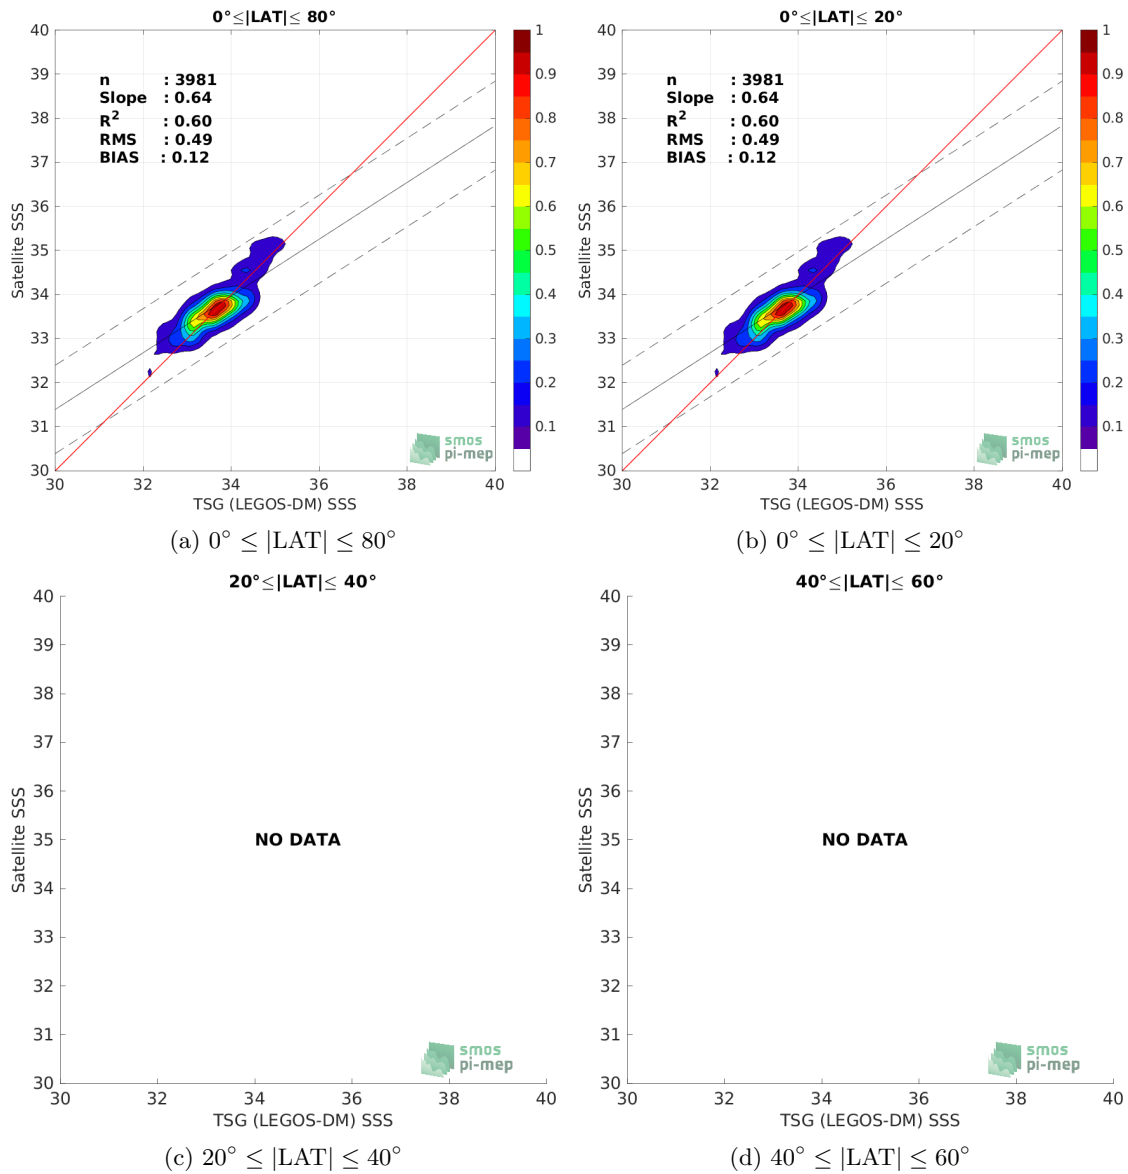 0°≤|LAT|≤ 80°
40
39
38
37
36
35
34
33
32
31
30
Satellite SSS
n : 3981
Slope : 0.64
R² : 0.60
RMS : 0.49
BIAS : 0.12
smos
pi-mep
30 32 34 36 38 40
TSG (LEGOS-DM) SSS
1
0.9
0.8
0.7
0.6
0.5
0.4
0.3
0.2
0.1
(a) 0° ≤ |LAT| ≤ 80°
0°≤|LAT|≤ 20°
40
39
38
37
36
35
34
33
32
31
30
Satellite SSS
n : 3981
Slope : 0.64
R² : 0.60
RMS : 0.49
BIAS : 0.12
smos
pi-mep
30 32 34 36 38 40
TSG (LEGOS-DM) SSS
1
0.9
0.8
0.7
0.6
0.5
0.4
0.3
0.2
0.1
(b) 0° ≤ |LAT| ≤ 20°
20°≤|LAT|≤ 40°
40
39
38
37
36
35
34
33
32
31
30
Satellite SSS
NO DATA
smos
pi-mep
30 32 34 36 38 40
TSG (LEGOS-DM) SSS
(c) 20° ≤ |LAT| ≤ 40°
40°≤|LAT|≤ 60°
40
39
38
37
36
35
34
33
32
31
30
Satellite SSS
NO DATA
smos
pi-mep
30 32 34 36 38 40
TSG (LEGOS-DM) SSS
(d) 40° ≤ |LAT| ≤ 60°